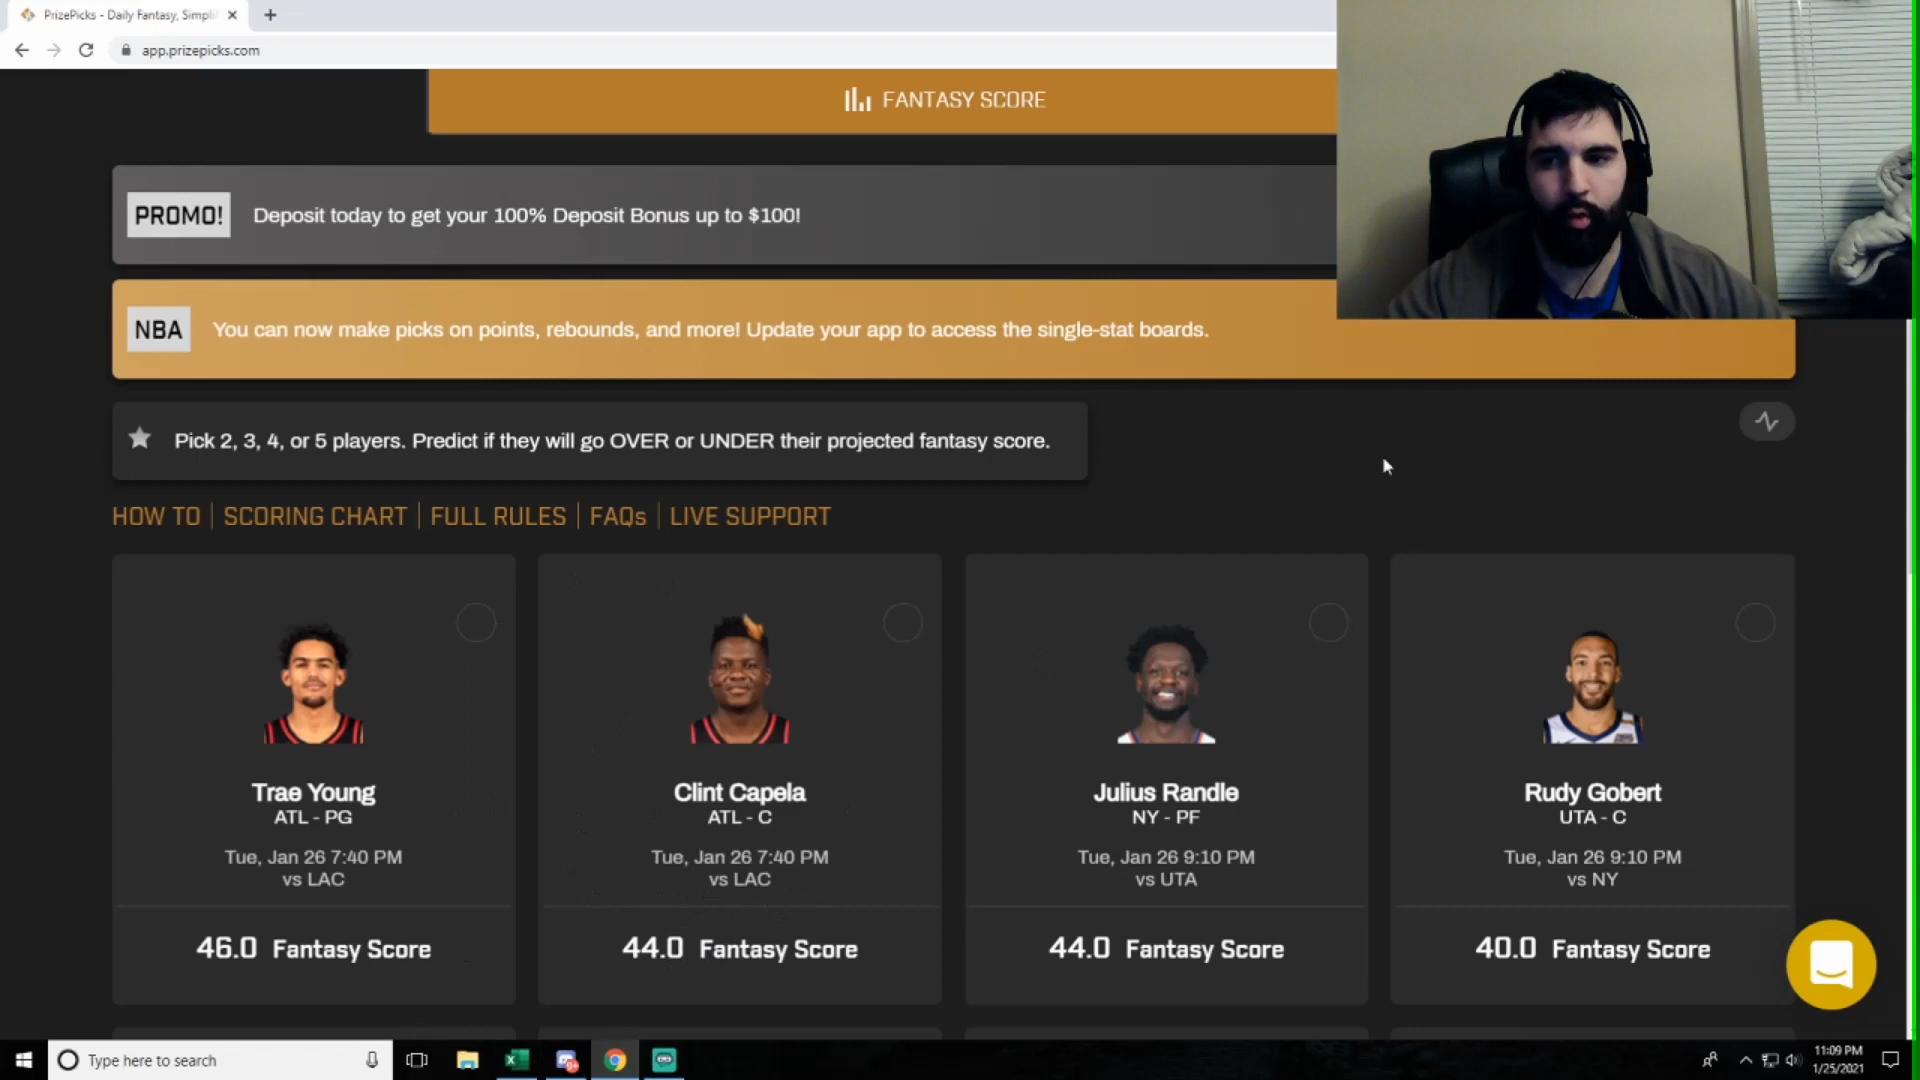 PrizePicks - Daily Fantasy, Simpli
app.prizepicks.com
FANTASY SCORE
PROMO! Deposit today to get your 100% Deposit Bonus up to $100!
NBA You can now make picks on points, rebounds, and more! Update your app to access the single-stat boards.
Pick 2, 3, 4, or 5 players. Predict if they will go OVER or UNDER their projected fantasy score.
HOW TO | SCORING CHART | FULL RULES | FAQs | LIVE SUPPORT
Trae Young
ATL - PG
Tue, Jan 26 7:40 PM
vs LAC
46.0 Fantasy Score
Clint Capela
ATL - C
Tue, Jan 26 7:40 PM
vs LAC
44.0 Fantasy Score
Julius Randle
NY - PF
Tue, Jan 26 9:10 PM
vs UTA
44.0 Fantasy Score
Rudy Gobert
UTA - C
Tue, Jan 26 9:10 PM
vs NY
40.0 Fantasy Score
Type here to search
11:09 PM
1/25/2021